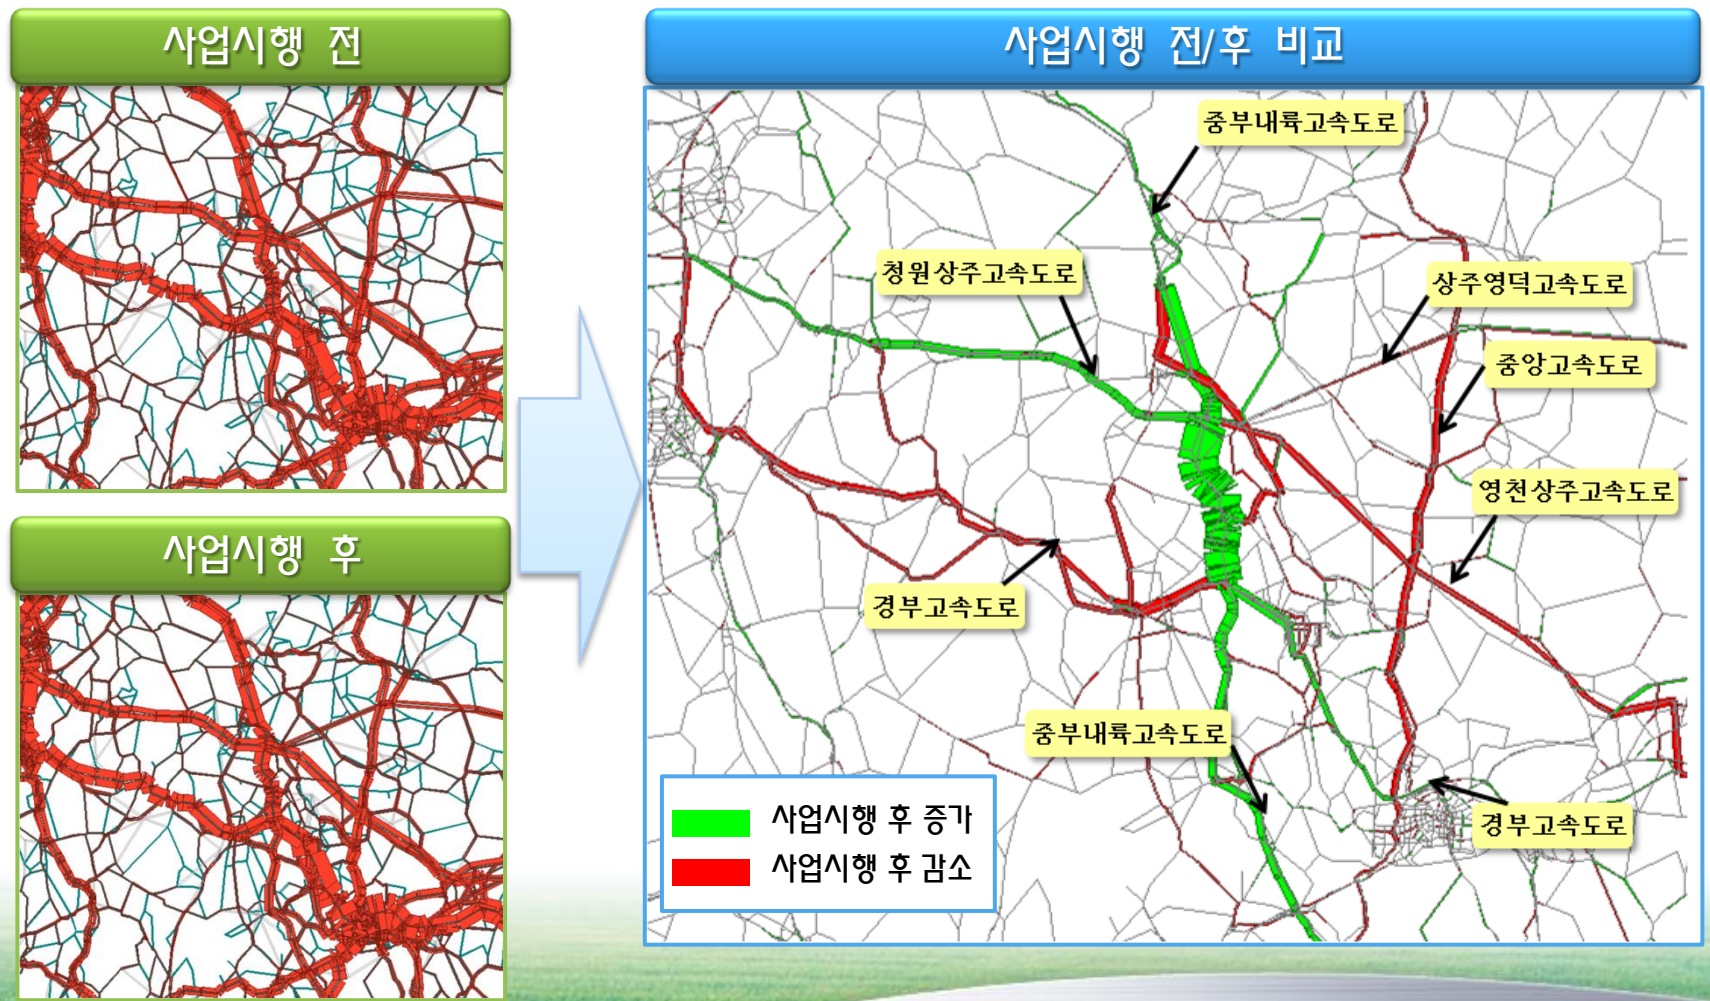 사업시행 전
사업시행 전/후 비교
중부내륙고속도로
청원상주고속도로
상주영덕고속도로
중앙고속도로
영천상주고속도로
사업시행 후
경부고속도로
중부내륙고속도로
경부고속도로
사업시행 후 증가
사업시행 후 감소